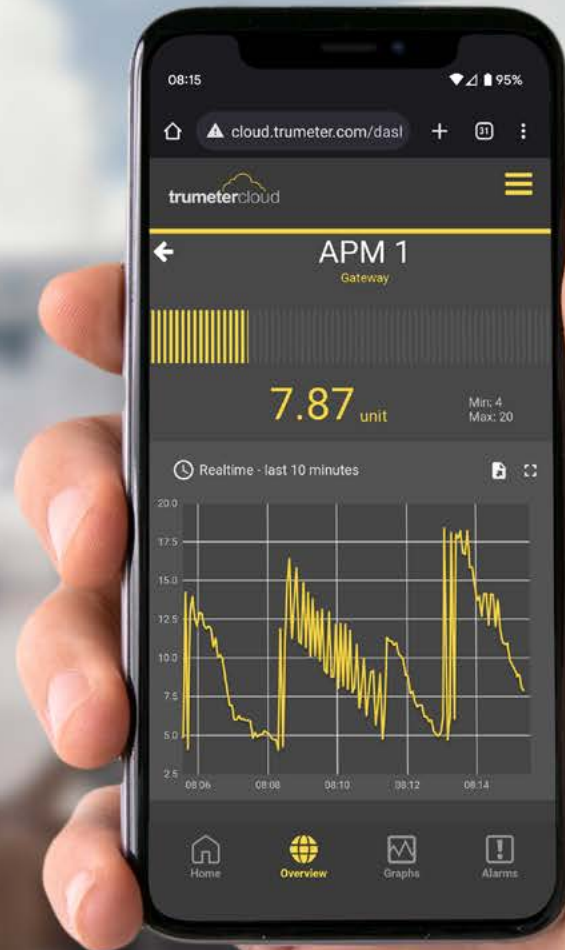 08:15
95%
cloud.trumeter.com/dasl
31
trumetercloud
APM 1
Gateway
7.87 unit
Min: 4
Max: 20
Realtime - last 10 minutes
20.0
17.5
15.0
12.5
10.0
7.5
5.0
2.5
08:06 08:08 08:10 08:12 08:14
Home Overview Graphs Alarms